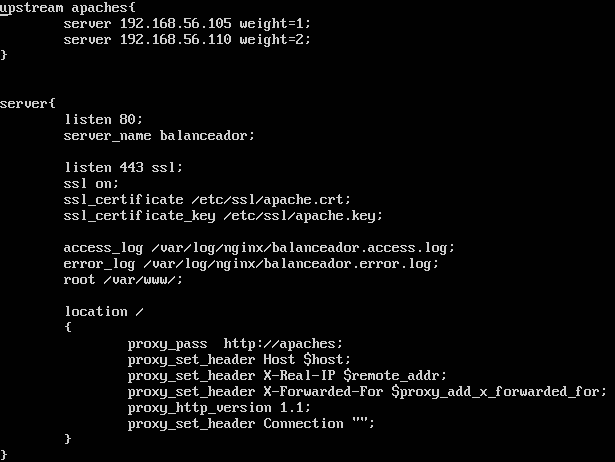 upstream apaches{
server 192.168.56.105 weight=1;
server 192.168.56.110 weight=2;
}
server{
listen 80;
server_name balanceador;
listen 443 ssl;
ssl on;
ssl_certificate /etc/ssl/apache.crt;
ssl_certificate_key /etc/ssl/apache.key;
access_log /var/log/nginx/balanceador.access.log;
error_log /var/log/nginx/balanceador.error.log;
root /var/www/;
location /
{
proxy_pass  http://apaches;
proxy_set_header Host $host;
proxy_set_header X-Real-IP $remote_addr;
proxy_set_header X-Forwarded-For $proxy_add_x_forwarded_for;
proxy_http_version 1.1;
proxy_set_header Connection "";
}
}